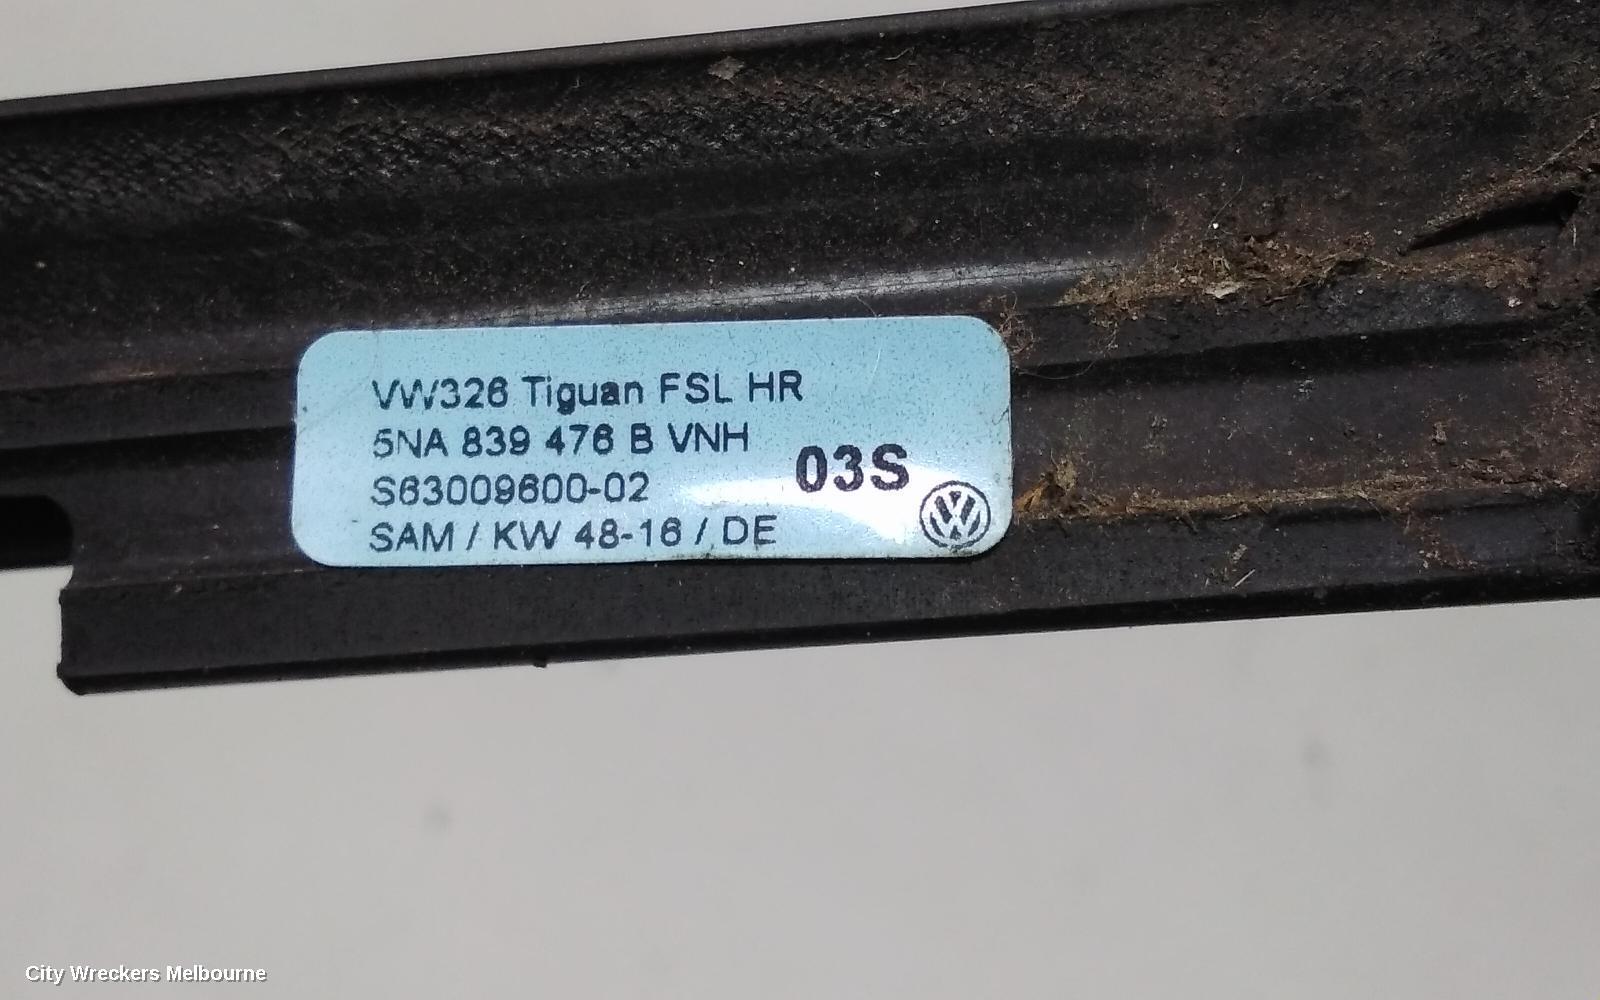 VW326 Tiguan FSL HR
5NA 839 476 B VNH
S63009600-02
03S
SAM / KW 48-16 / DE
City Wreckers Melbourne